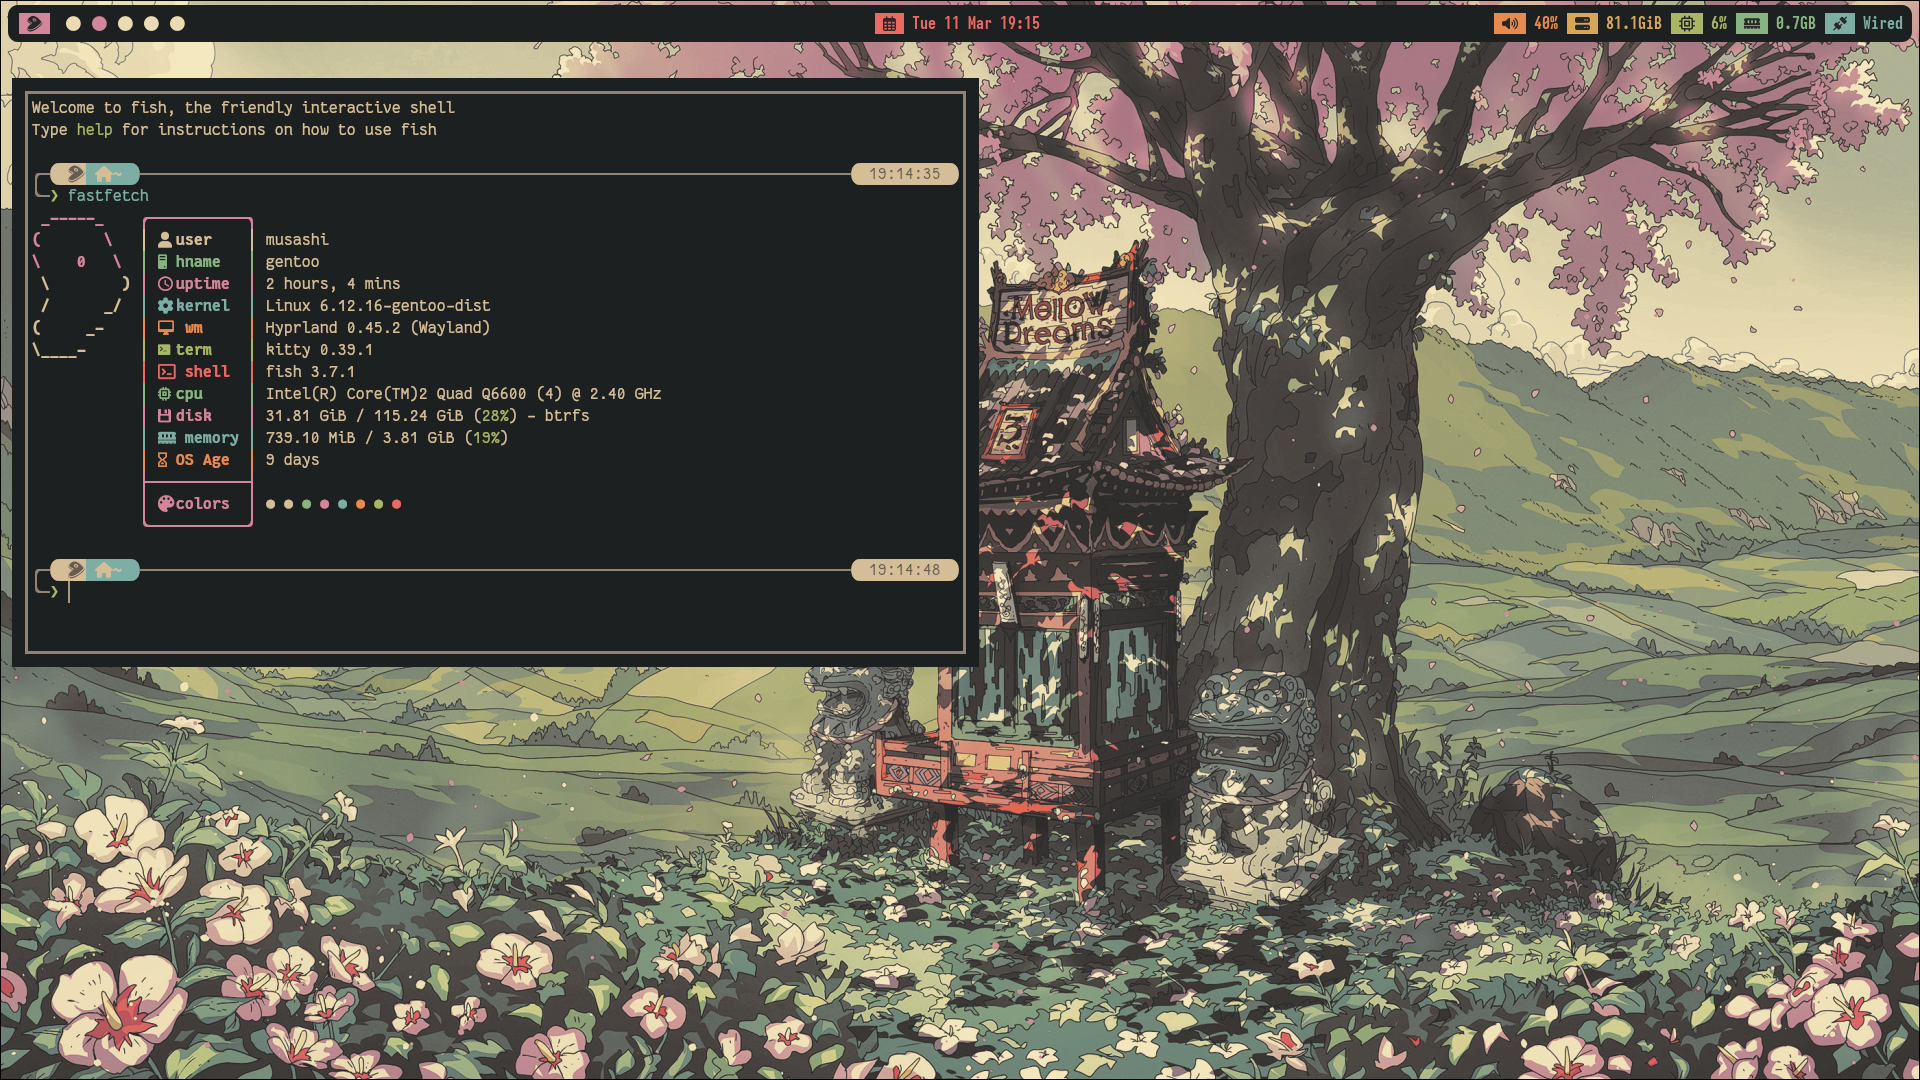 Tue 11 Mar 19:15
40% 81.1GiB 6% 0.7GB Wired
Welcome to fish, the friendly interactive shell
Type help for instructions on how to use fish
~ 19:14:35
❯ fastfetch
user musashi
hname gentoo
uptime 2 hours, 4 mins
kernel Linux 6.12.16-gentoo-dist
wm Hyprland 0.45.2 (Wayland)
term kitty 0.39.1
shell fish 3.7.1
cpu Intel(R) Core(TM)2 Quad Q6600 (4) @ 2.40 GHz
disk 31.81 GiB / 115.24 GiB (28%) - btrfs
memory 739.10 MiB / 3.81 GiB (19%)
OS Age 9 days
colors
~ 19:14:48
❯
Mellow
Dreams
3